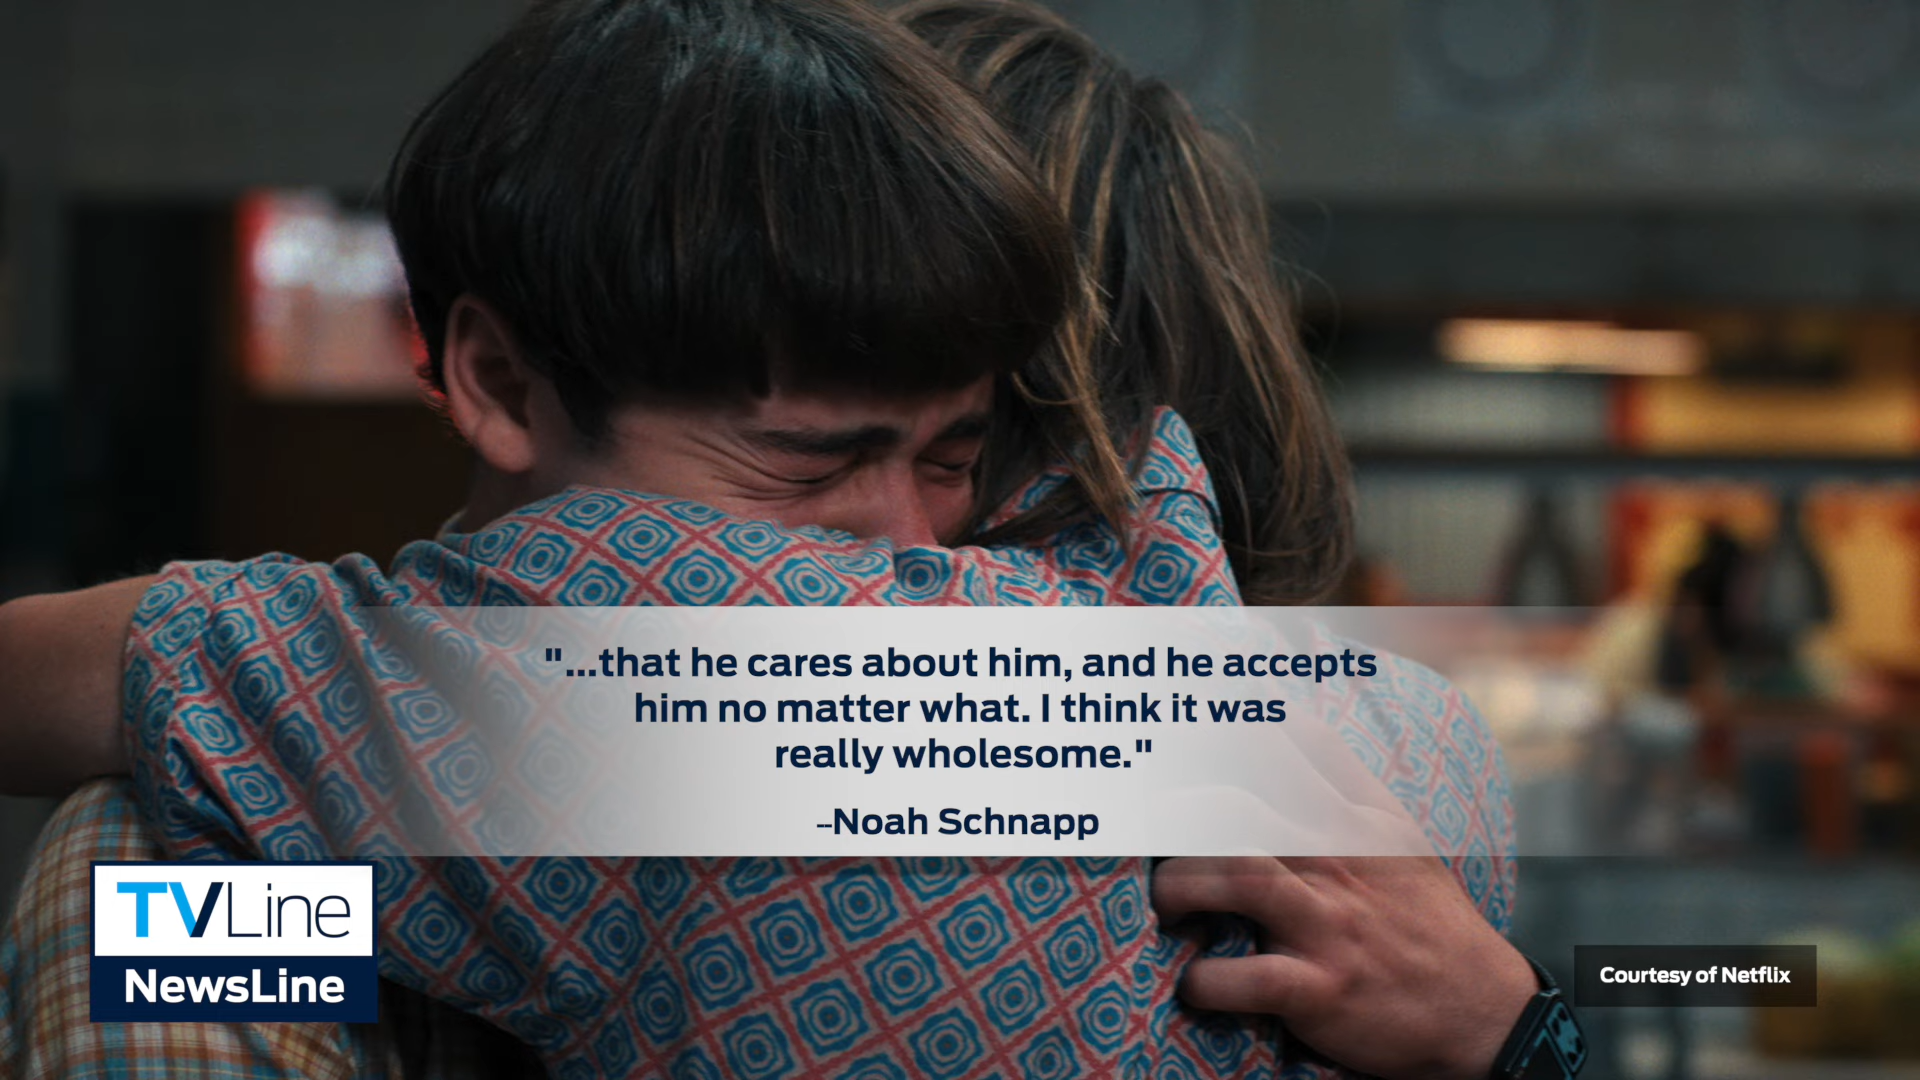 "...that he cares about him, and he accepts
him no matter what. I think it was
really wholesome."
–Noah Schnapp
TVLine
NewsLine
Courtesy of Netflix